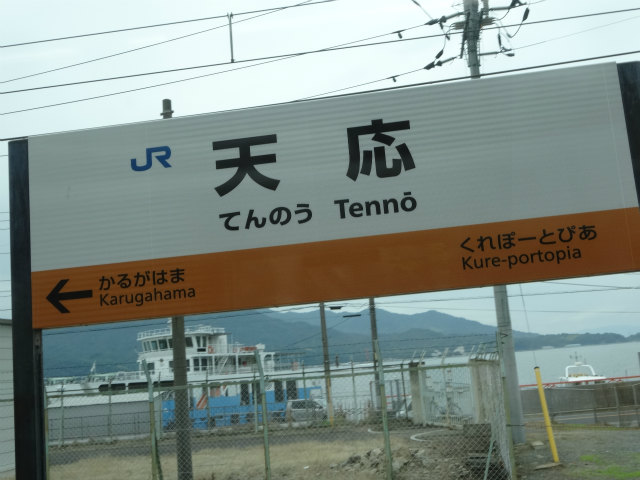 JR 天応
てんのう Tennō
くれぽーとぴあ
Kure-portopia
かるがはま
Karugahama